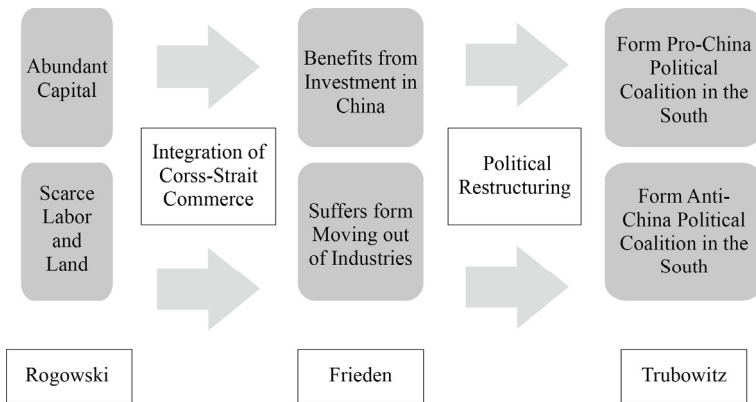 Abundant
Capital
Benefits from
Investment in
China
Form Pro-China
Political
Coalition in the
South
Integration of
Corss-Strait
Commerce
Political
Restructuring
Scarce
Labor
and
Land
Suffers form
Moving out
of Industries
Form Anti-
China Political
Coalition in the
South
Rogowski
Frieden
Trubowitz